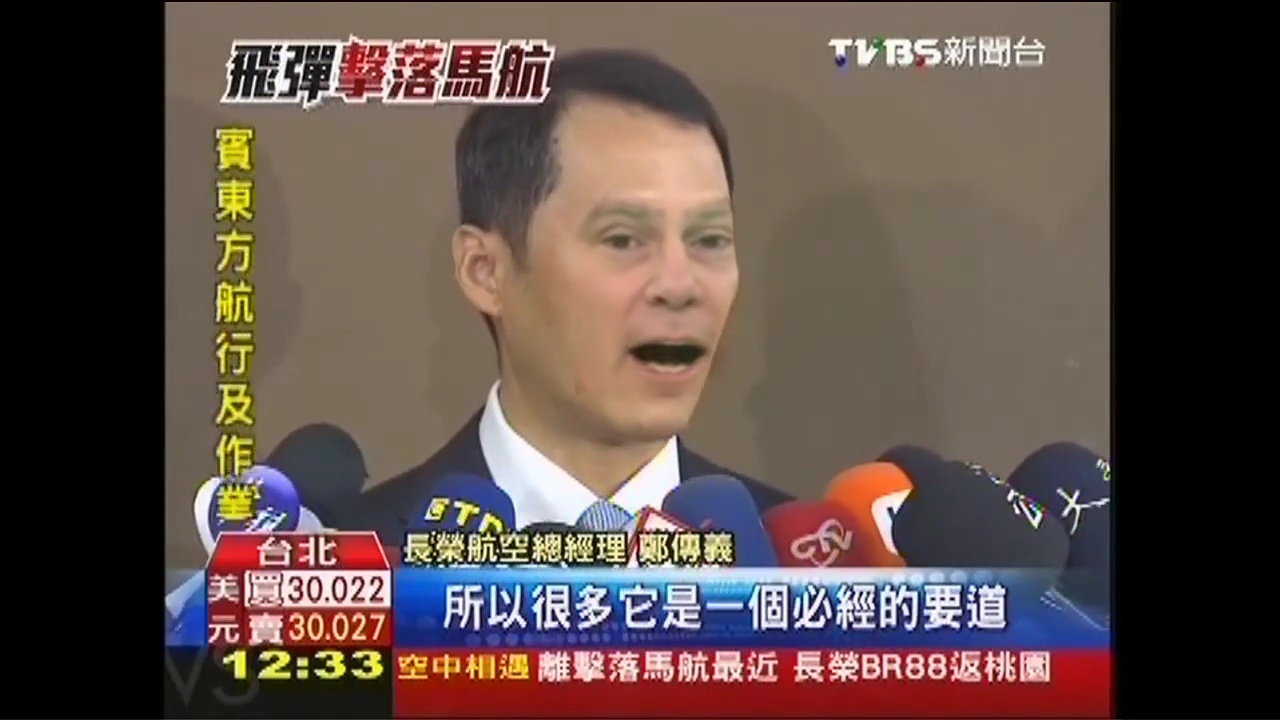 飛彈擊落馬航
TVBS新聞台
賓東方航行及作業
ETD
長榮航空總經理 鄭傳義
台北
美元
買30.022
賣30.027
所以很多它是一個必經的要道
12:33
空中相遇 離擊落馬航最近 長榮BR88返桃園